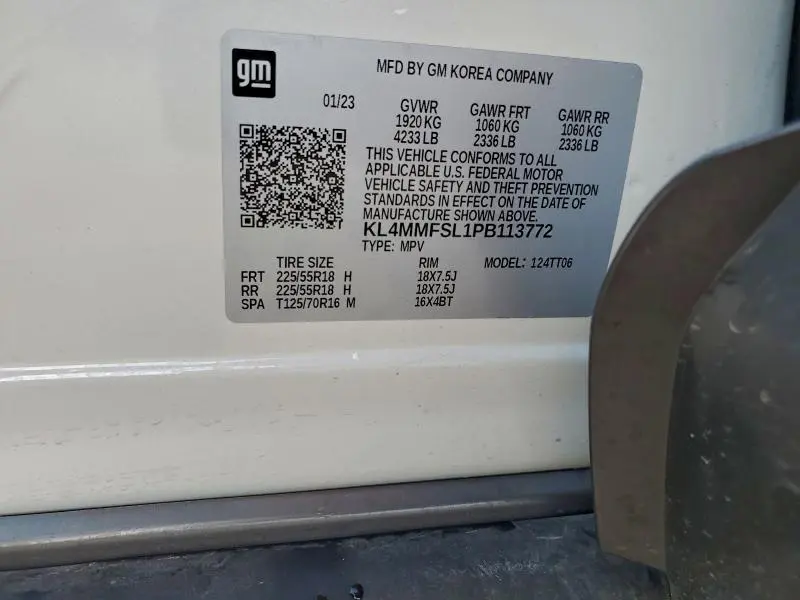 gm
MFD BY GM KOREA COMPANY
01/23 GVWR GAWR FRT GAWR RR
1920 KG 1060 KG 1060 KG
4233 LB 2336 LB 2336 LB
THIS VEHICLE CONFORMS TO ALL
APPLICABLE U.S. FEDERAL MOTOR
VEHICLE SAFETY AND THEFT PREVENTION
STANDARDS IN EFFECT ON THE DATE OF
MANUFACTURE SHOWN ABOVE.
KL4MMFSL1PB113772
TYPE: MPV
TIRE SIZE RIM MODEL: 124TT06
FRT 225/55R18 H 18X7.5J
RR 225/55R18 H 18X7.5J
SPA T125/70R16 M 16X4BT